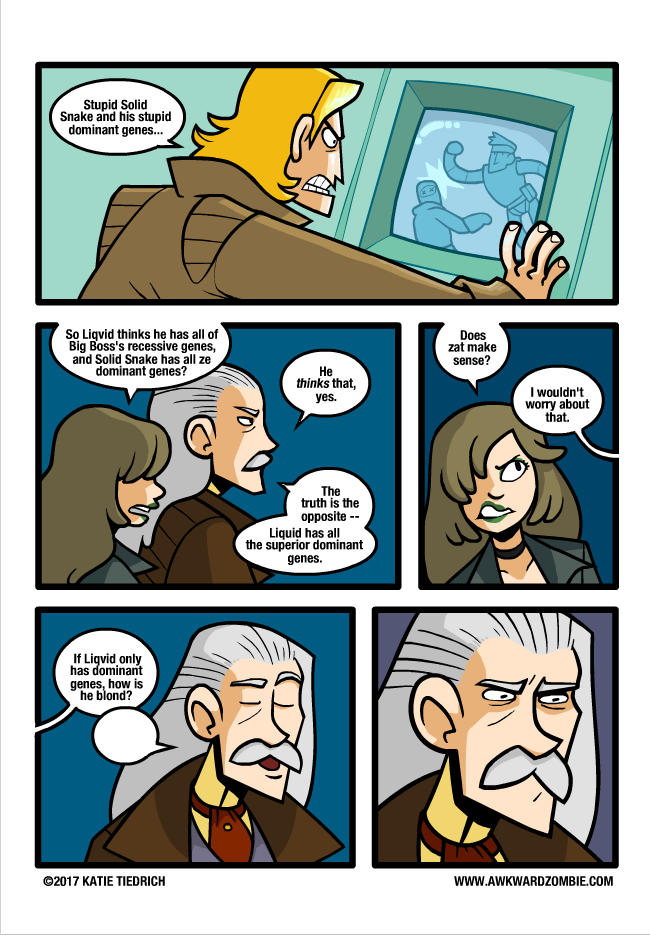 Stupid Solid
Snake and his stupid
dominant genes...
So Liqvid thinks he has all of
Big Boss's recessive genes,
and Solid Snake has all ze
dominant genes?
He
thinks that,
yes.
The
truth is the
opposite --
Liquid has all
the superior dominant
genes.
Does
zat make
sense?
I wouldn't
worry about
that.
If Liqvid only
has dominant
genes, how is
he blond?
©2017 KATIE TIEDRICH
WWW.AWKWARDZOMBIE.COM